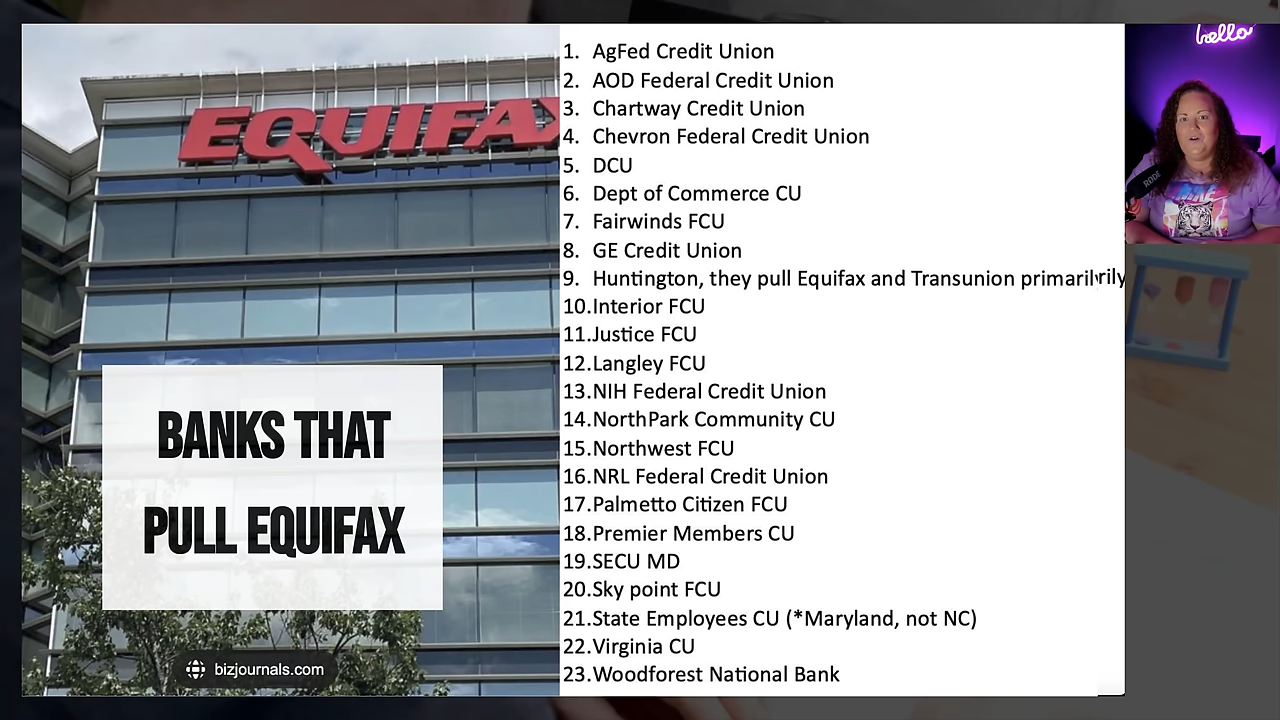 EQUIFAX
BANKS THAT
PULL EQUIFAX
bizjournals.com
1. AgFed Credit Union
2. AOD Federal Credit Union
3. Chartway Credit Union
4. Chevron Federal Credit Union
5. DCU
6. Dept of Commerce CU
7. Fairwinds FCU
8. GE Credit Union
9. Huntington, they pull Equifax and Transunion primarily
10.Interior FCU
11.Justice FCU
12.Langley FCU
13.NIH Federal Credit Union
14.NorthPark Community CU
15.Northwest FCU
16.NRL Federal Credit Union
17.Palmetto Citizen FCU
18.Premier Members CU
19.SECU MD
20.Sky point FCU
21.State Employees CU (*Maryland, not NC)
22.Virginia CU
23.Woodforest National Bank
hello
RODE